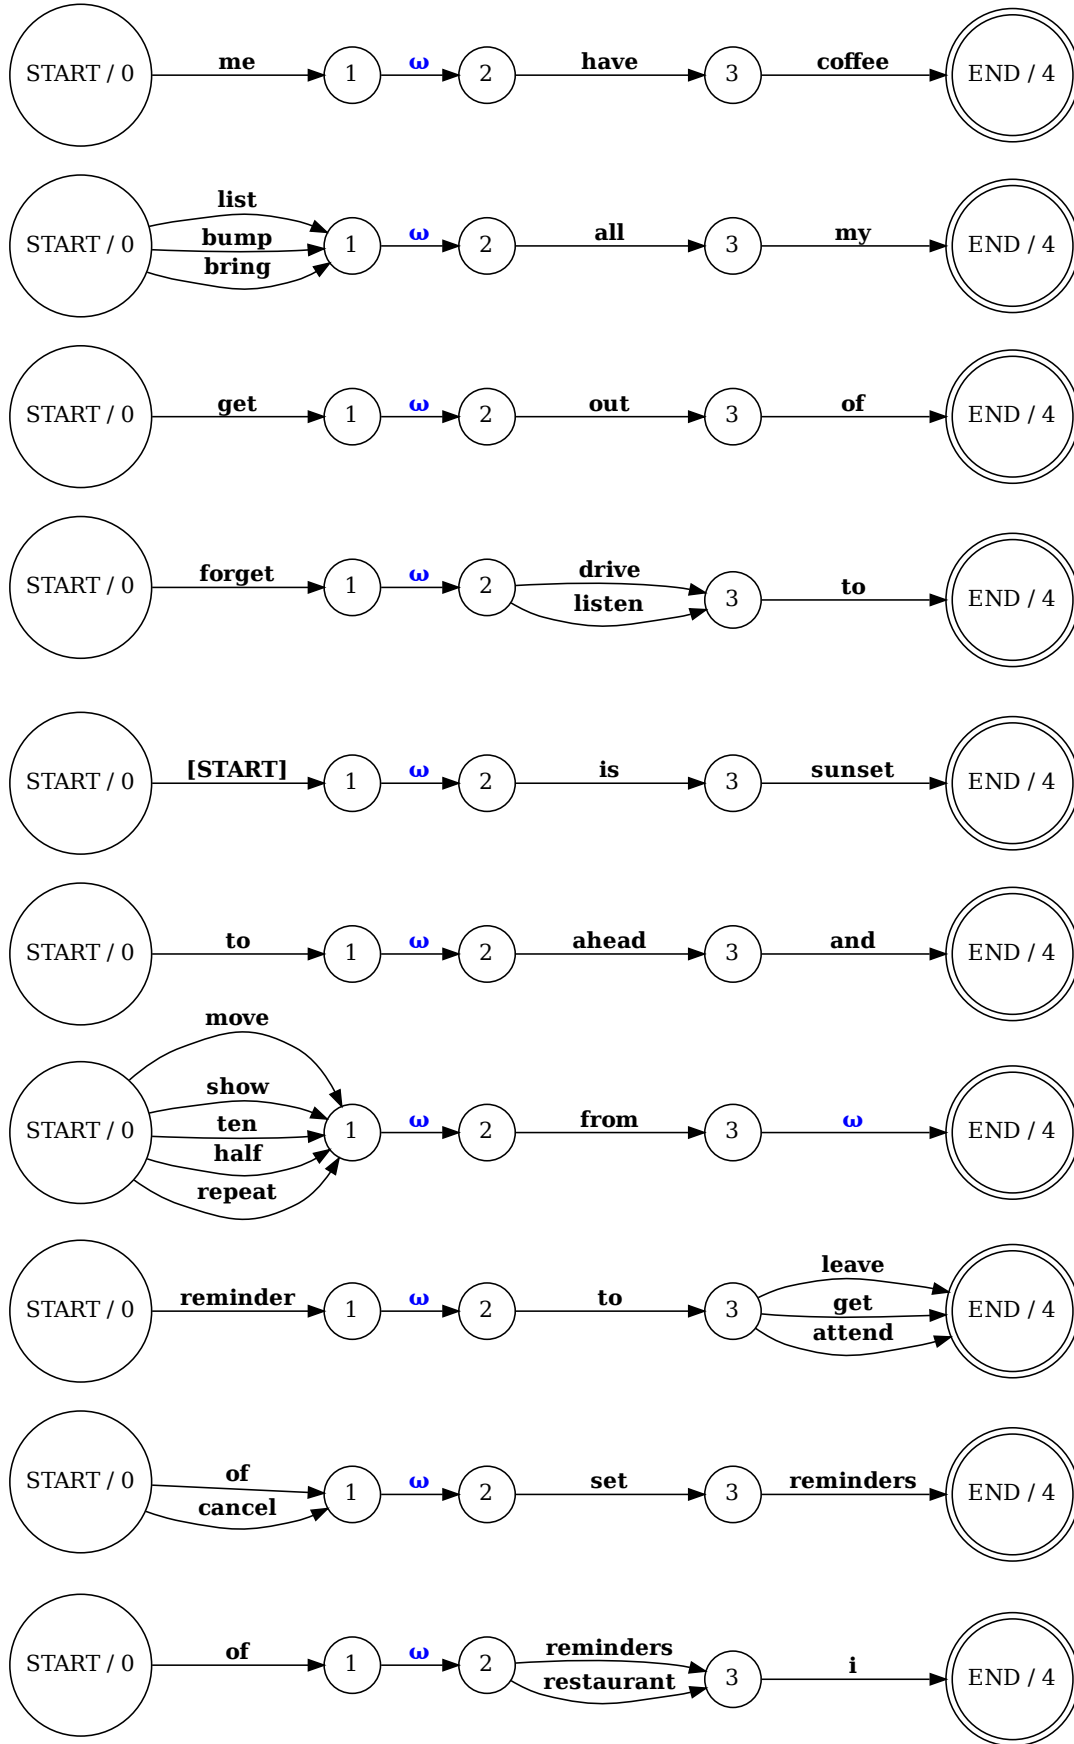 START / 0 me 1 ω 2 have 3 coffee END / 4
list
START / 0 bump 1 ω 2 all 3 my END / 4
bring
START / 0 get 1 ω 2 out 3 of END / 4
START / 0 forget 1 ω 2 drive 3 to END / 4
listen
START / 0 [START] 1 ω 2 is 3 sunset END / 4
START / 0 to 1 ω 2 ahead 3 and END / 4
move
show
START / 0 ten 1 ω 2 from 3 ω END / 4
half
repeat
leave
START / 0 reminder 1 ω 2 to 3 get END / 4
attend
START / 0 of 1 ω 2 set 3 reminders END / 4
cancel
START / 0 of 1 ω 2 reminders 3 i END / 4
restaurant